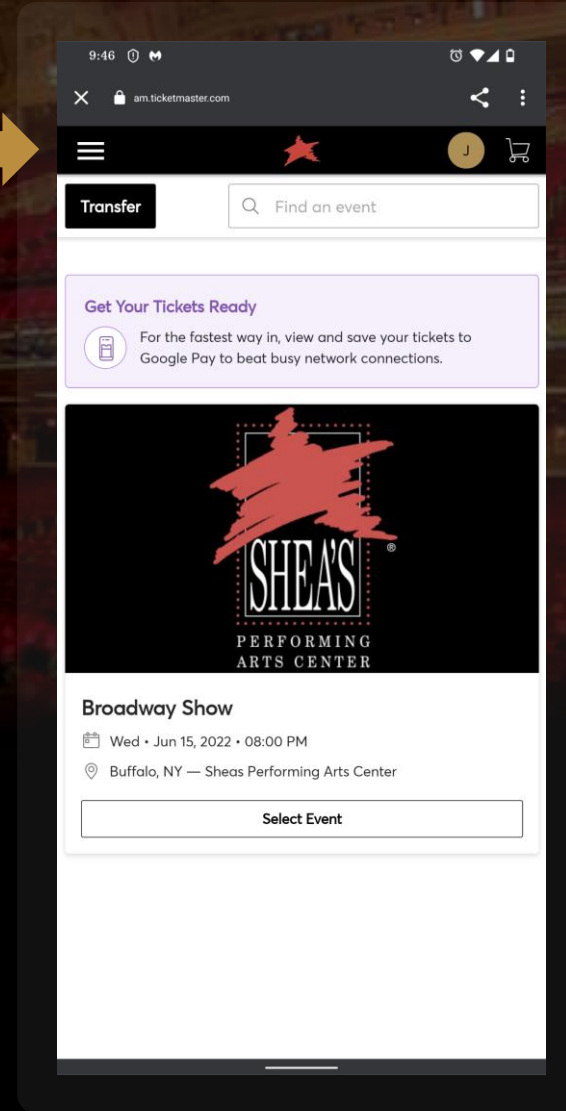 9:46
am.ticketmaster.com
J
Transfer
Find an event
Get Your Tickets Ready
For the fastest way in, view and save your tickets to
Google Pay to beat busy network connections.
SHEA'S
®
PERFORMING
ARTS CENTER
Broadway Show
Wed • Jun 15, 2022 • 08:00 PM
Buffalo, NY — Sheas Performing Arts Center
Select Event